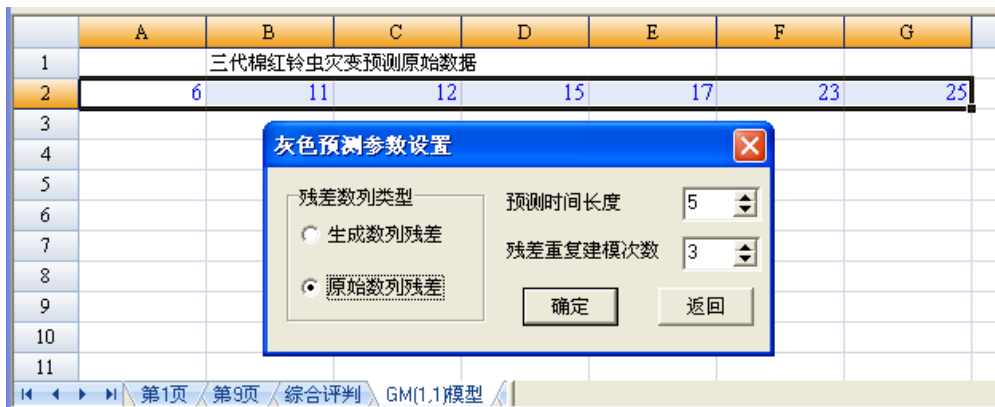 A B C D E F G
1 三代棉红铃虫灾变预测原始数据
2 6 11 12 15 17 23 25
3
4
5
6
7
8
9
10
11
灰色预测参数设置
残差数列类型
生成数列残差
原始数列残差
预测时间长度 5
残差重复建模次数 3
确定 返回
第1页 第9页 综合评判 GM(1,1)模型